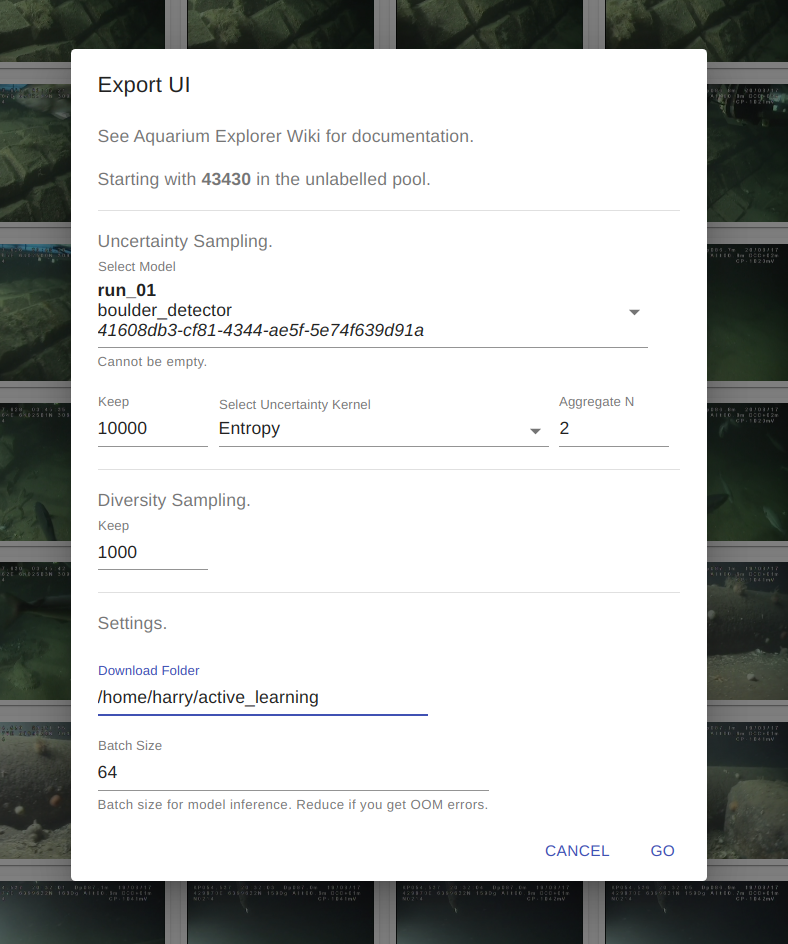 Export UI
See Aquarium Explorer Wiki for documentation.
Starting with 43430 in the unlabelled pool.
Uncertainty Sampling.
Select Model
run_01
boulder_detector
41608db3-cf81-4344-ae5f-5e74f639d91a
Cannot be empty.
Keep
Select Uncertainty Kernel
Aggregate N
10000
Entropy
2
Diversity Sampling.
Keep
1000
Settings.
Download Folder
/home/harry/active_learning
Batch Size
64
Batch size for model inference. Reduce if you get OOM errors.
CANCEL
GO